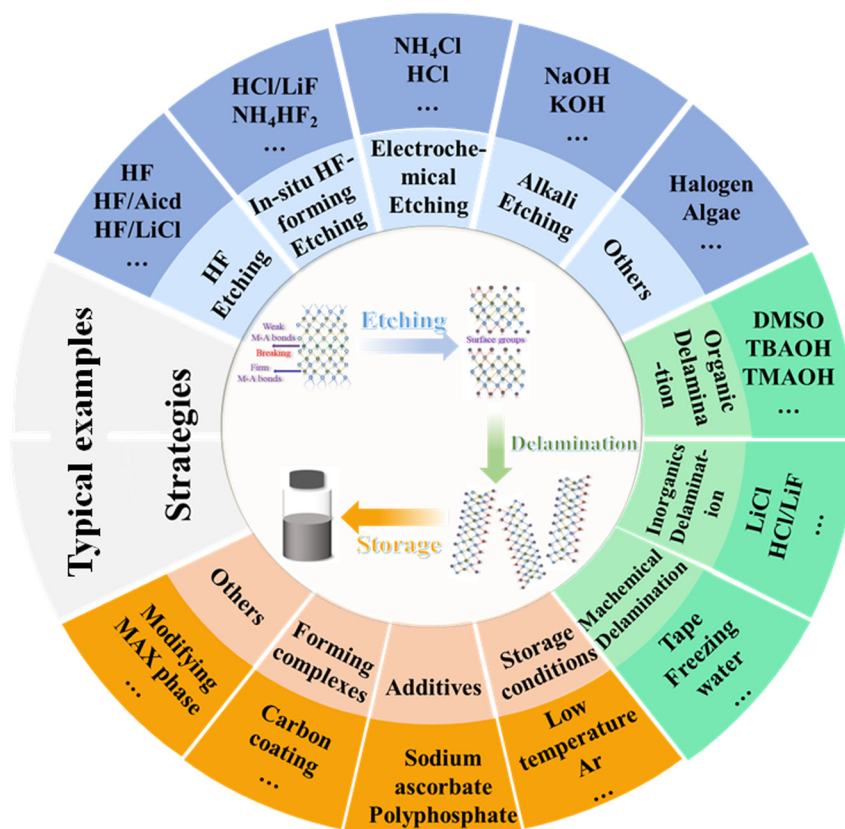 HF
HF/Aicd
HF/LiCl
...
HCl/LiF
NH₄HF₂
...
NH₄Cl
HCl
...
NaOH
KOH
...
Halogen
Algae
...
HF
Etching
In-situ HF-
forming
Etching
Electroche-
mical
Etching
Alkali
Etching
Others
DMSO
TBAOH
TMAOH
...
Organic
Delamina
-tion
LiCl
HCl/LiF
...
Inorganics
Delaminat-
ion
Tape
Freezing
water
...
Machemical
Delamination
Typical examples
Strategies
Weak
M-A bonds
Breaking
Firm
M-A bonds
Etching
Surface groups
Delamination
Storage
Others
Forming
complexes
Additives
Storage
conditions
Modifying
MAX phase
...
Carbon
coating
...
Sodium
ascorbate
Polyphosphate
Low
temperature
Ar
...